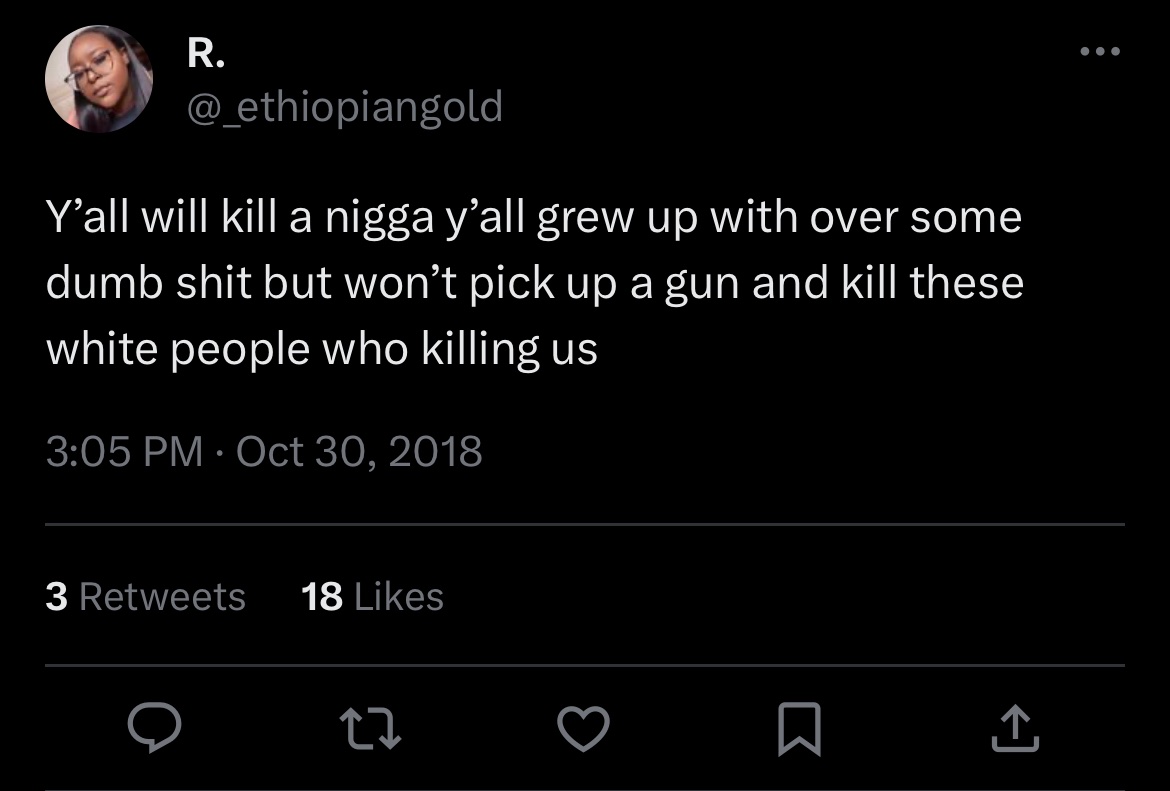 R.
@_ethiopiangold
Y’all will kill a nigga y’all grew up with over some
dumb shit but won’t pick up a gun and kill these
white people who killing us
3:05 PM · Oct 30, 2018
3 Retweets 18 Likes